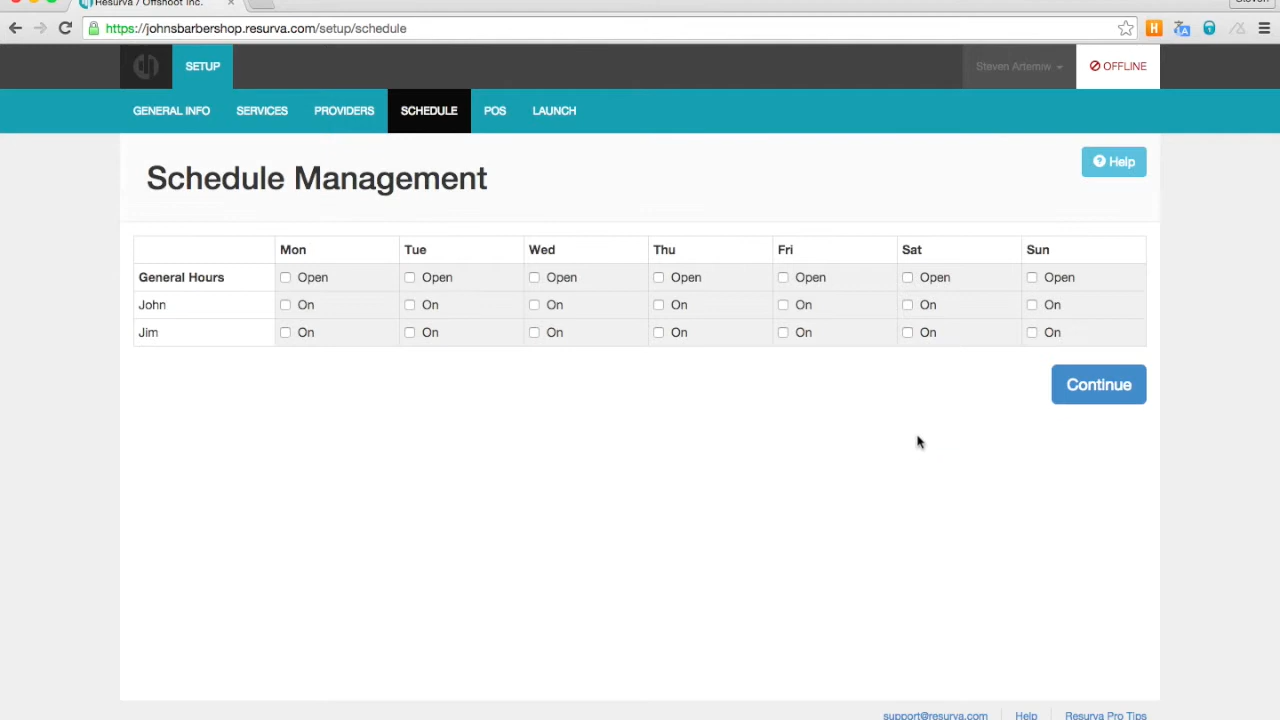 Resurva / Offshoot Inc.
Steven
https://johnsbarbershop.resurva.com/setup/schedule
SETUP
Steven Artemiw
OFFLINE
GENERAL INFO SERVICES PROVIDERS SCHEDULE POS LAUNCH
Schedule Management
Help
Mon Tue Wed Thu Fri Sat Sun
General Hours Open Open Open Open Open Open Open
John On On On On On On On
Jim On On On On On On On
Continue
support@resurva.com Help Resurva Pro Tips